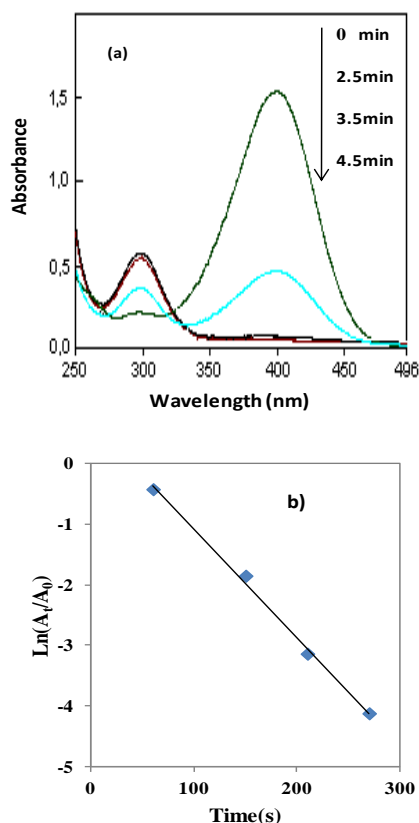 (a)
0 min
2.5min
3.5min
4.5min
Absorbance
1,5
1,0
0,5
0,0
250 300 350 400 450 496
Wavelength (nm)
b)
Ln(Aₜ/A₀)
0
-1
-2
-3
-4
-5
0 100 200 300
Time(s)